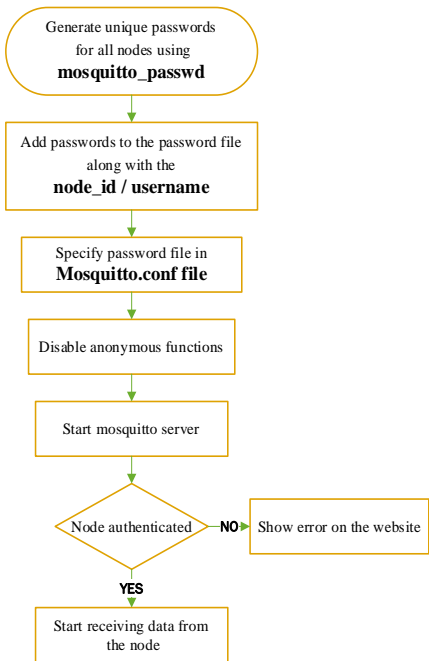 Generate unique passwords
for all nodes using
mosquitto_passwd
Add passwords to the password file
along with the
node_id / username
Specify password file in
Mosquitto.conf file
Disable anonymous functions
Start mosquitto server
Node authenticated
NO
Show error on the website
YES
Start receiving data from
the node